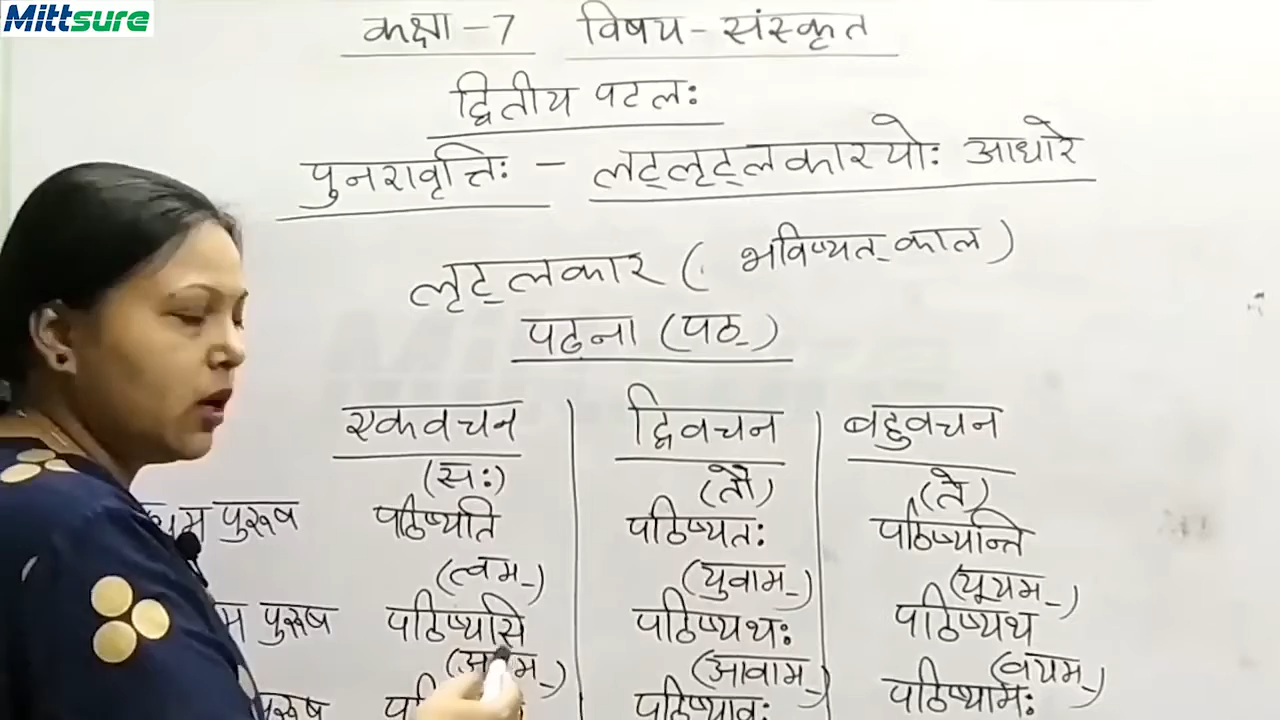 Mittsure
कक्षा - 7 विषय - संस्कृत
द्वितीय पटलः
पुनरावृत्तिः - लट्लृट्लकारयोः आधारे
लृट्लकार ( भविष्यत् काल )
पढना (पठ्)
एकवचन द्विवचन बहुवचन
(सः) (तौ) (ते)
पुरूष पठिष्यति पठिष्यतः पठिष्यन्ति
(त्वम्) (युवाम्) (यूयम्)
पुरूष पठिष्यसि पठिष्यथः पठिष्यथ
(आवाम्) (वयम्)
पठिष्यावः पठिष्यामः